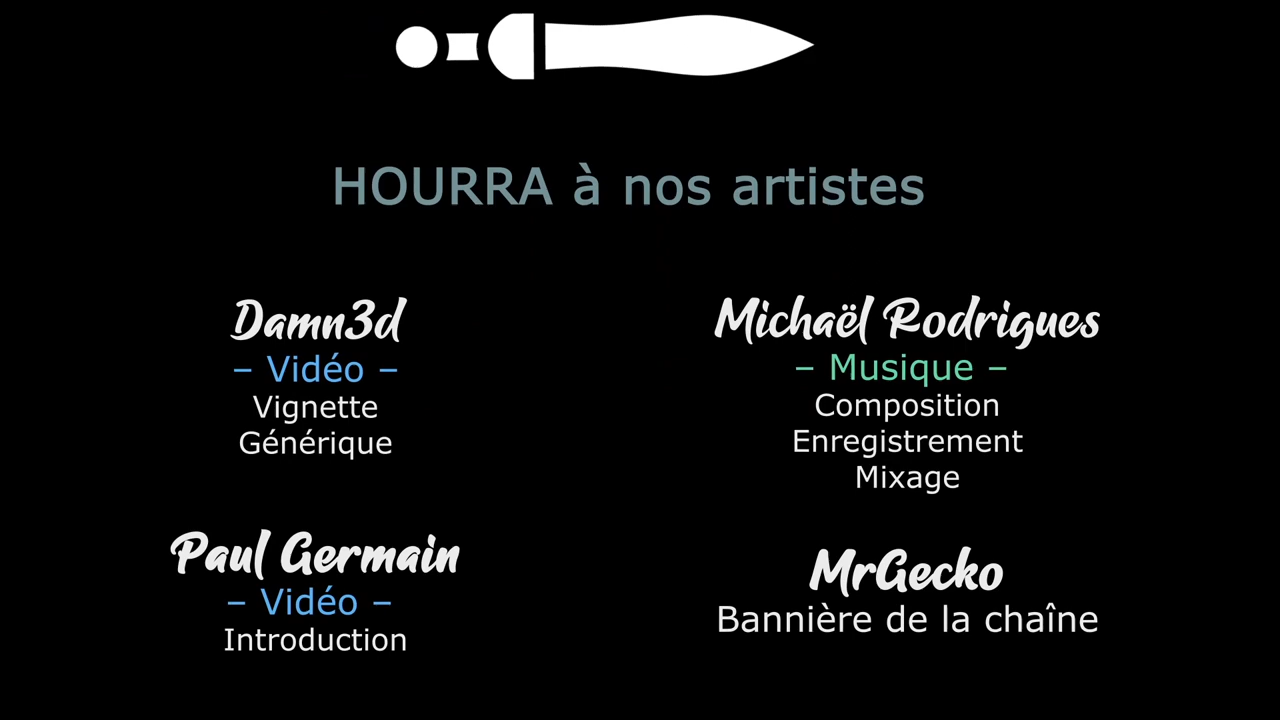 HOURRA à nos artistes
Damn3d
– Vidéo –
Vignette
Générique
Michaël Rodrigues
– Musique –
Composition
Enregistrement
Mixage
Paul Germain
– Vidéo –
Introduction
MrGecko
Bannière de la chaîne